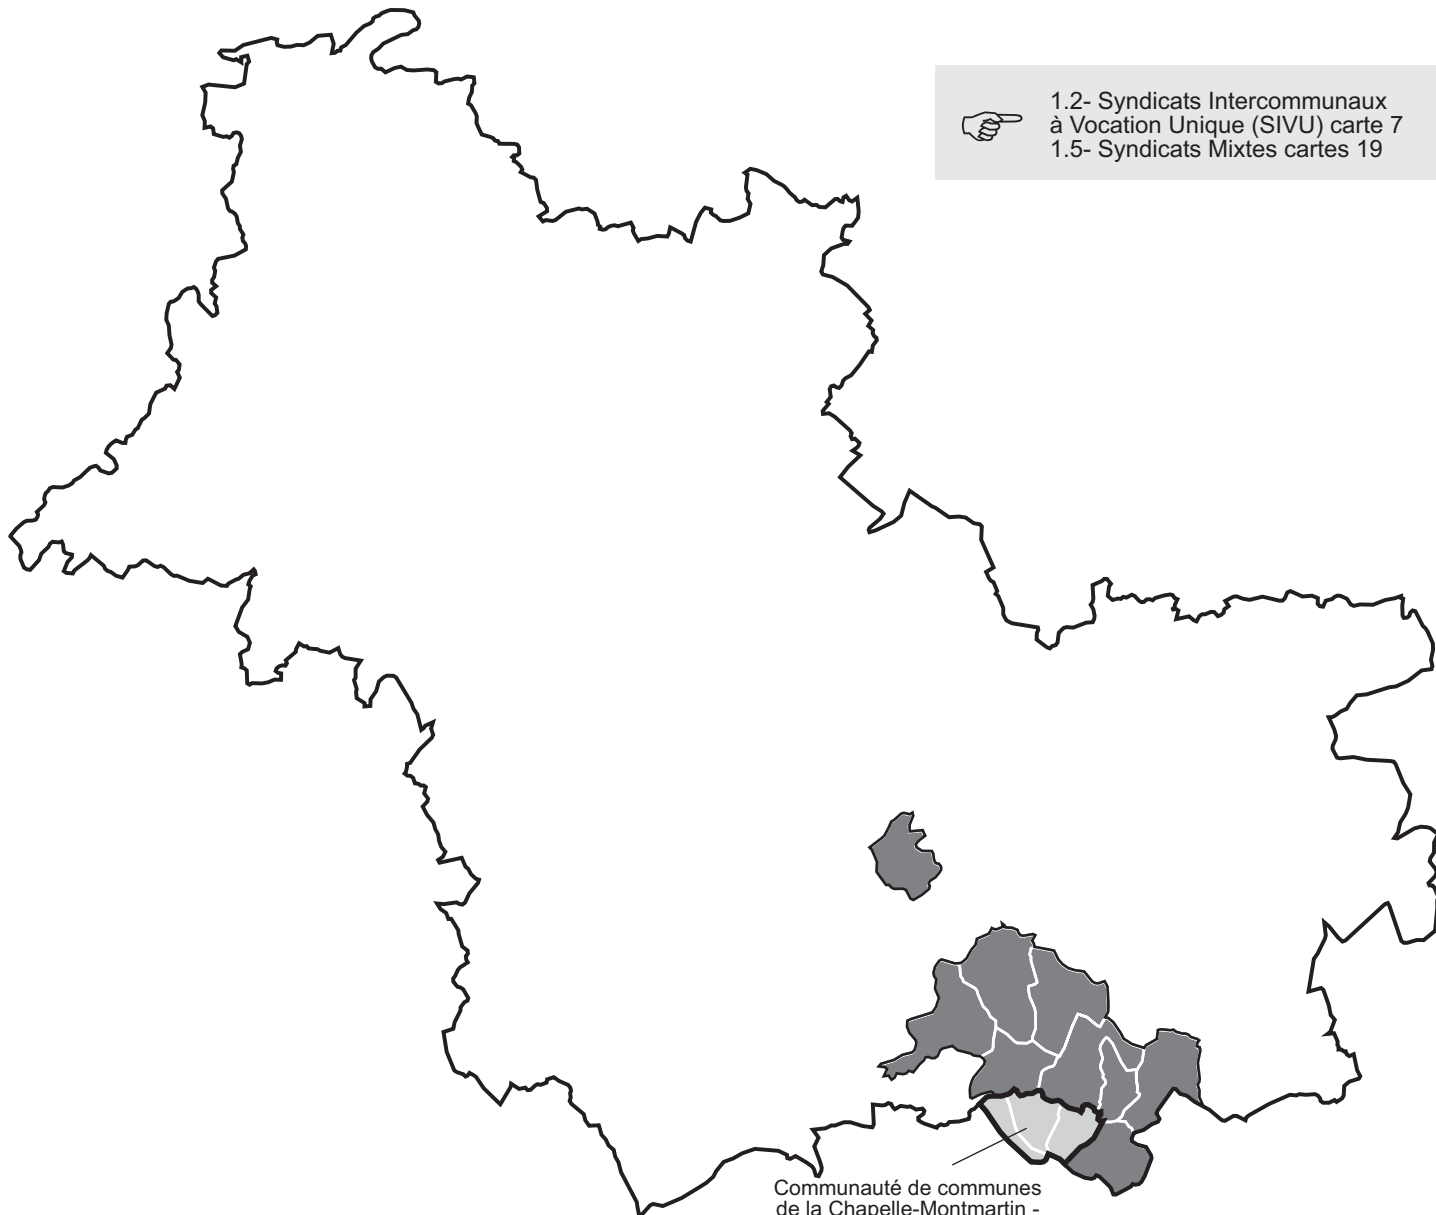 1.2- Syndicats Intercommunaux
à Vocation Unique (SIVU) carte 7
1.5- Syndicats Mixtes cartes 19
Communauté de communes
de la Chapelle-Montmartin -